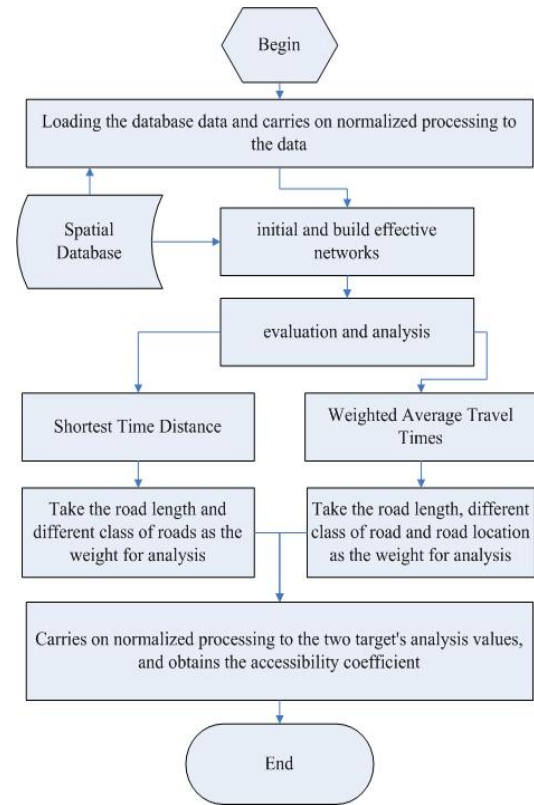 Begin
Loading the database data and carries on normalized processing to
the data
Spatial
Database
initial and build effective
networks
evaluation and analysis
Shortest Time Distance
Weighted Average Travel
Times
Take the road length and
different class of roads as the
weight for analysis
Take the road length, different
class of road and road location
as the weight for analysis
Carries on normalized processing to the two target's analysis values,
and obtains the accessibility coefficient
End